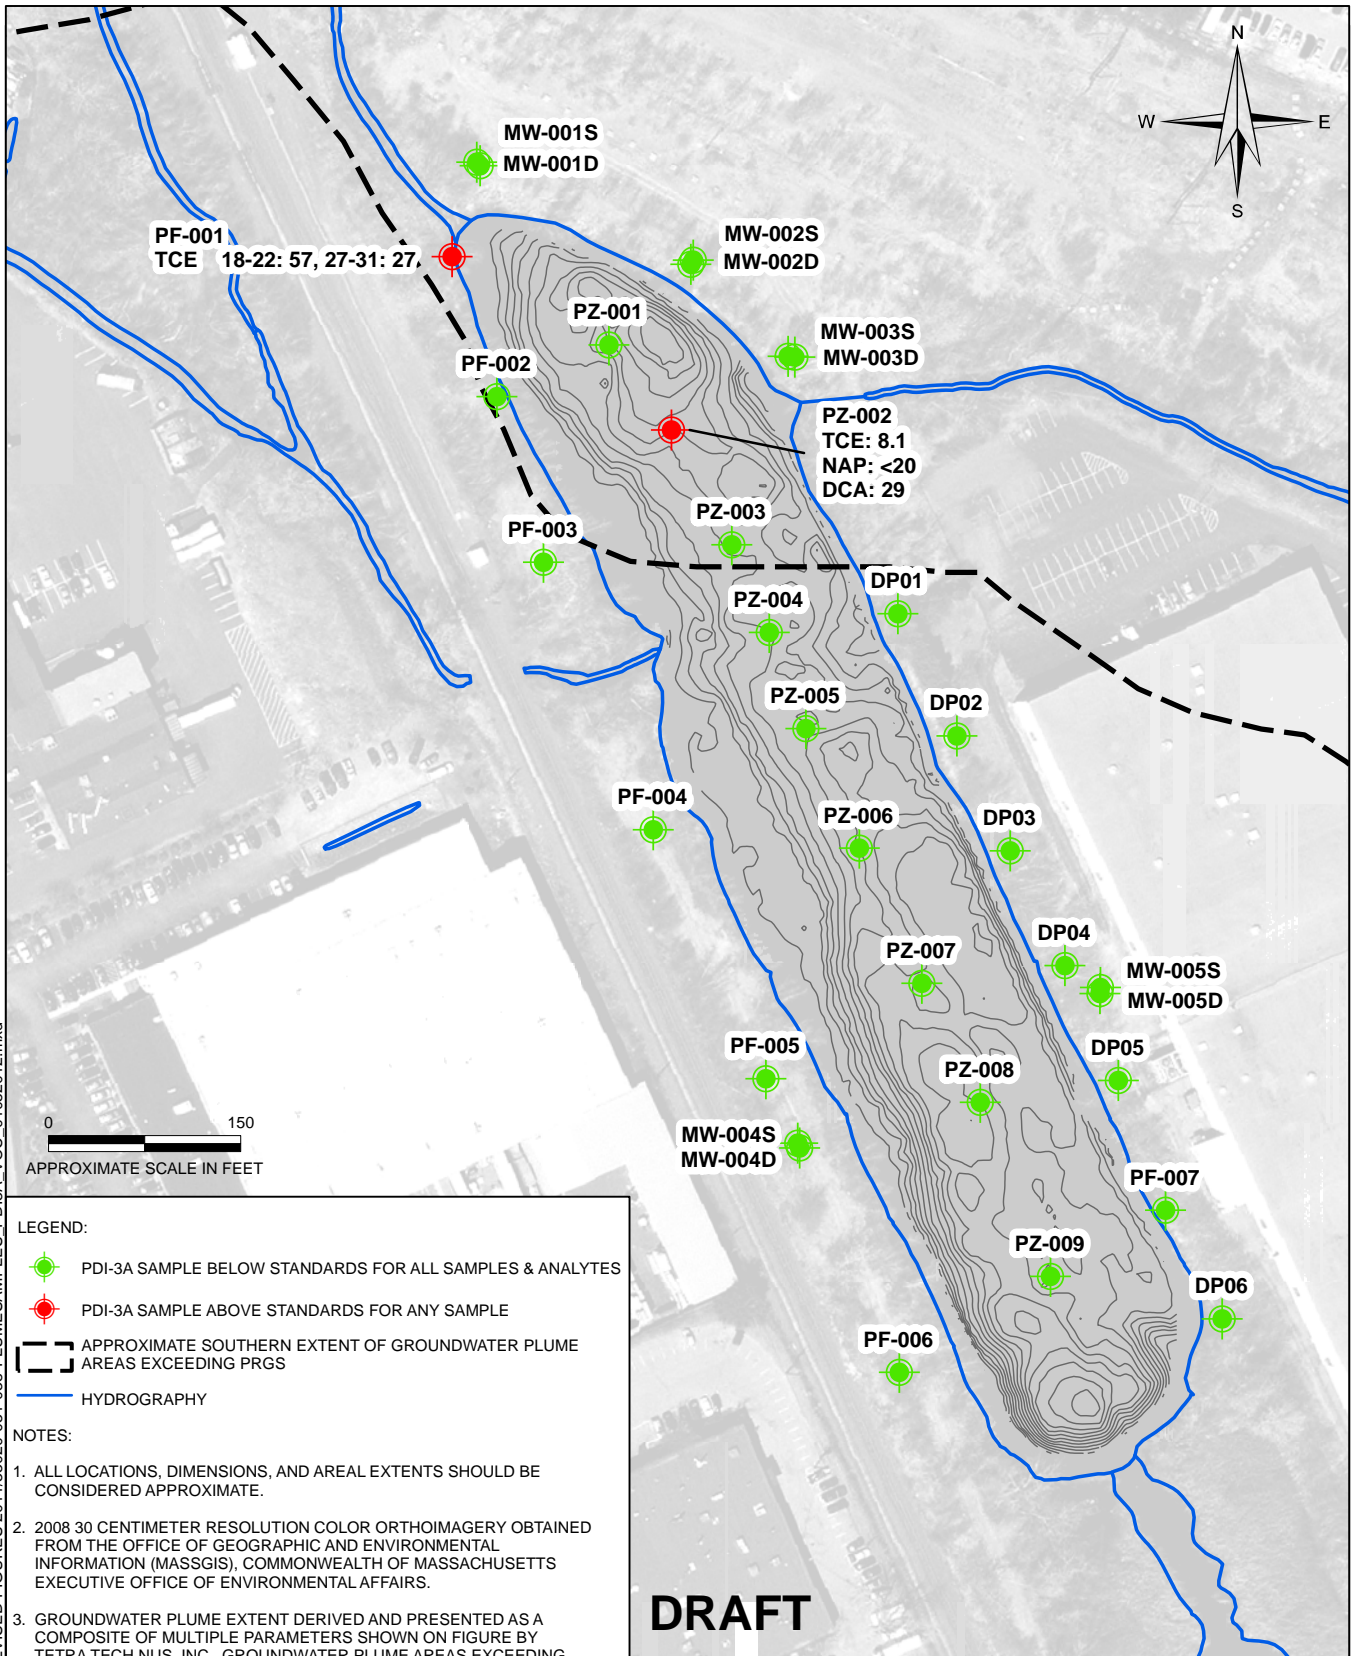 N
W E
S
MW-001S
MW-001D
PF-001
TCE 18-22: 57, 27-31: 27
MW-002S
MW-002D
PZ-001
MW-003S
MW-003D
PF-002
PZ-002
TCE: 8.1
NAP: <20
DCA: 29
PZ-003
PF-003
DP01
PZ-004
PZ-005
DP02
PF-004
PZ-006
DP03
DP04
PZ-007
MW-005S
MW-005D
PF-005
DP05
PZ-008
0 150
APPROXIMATE SCALE IN FEET
MW-004S
MW-004D
PF-007
PZ-009
DP06
PF-006
LEGEND:
PDI-3A SAMPLE BELOW STANDARDS FOR ALL SAMPLES & ANALYTES
PDI-3A SAMPLE ABOVE STANDARDS FOR ANY SAMPLE
APPROXIMATE SOUTHERN EXTENT OF GROUNDWATER PLUME
AREAS EXCEEDING PRGS
HYDROGRAPHY
NOTES:
1. ALL LOCATIONS, DIMENSIONS, AND AREAL EXTENTS SHOULD BE
CONSIDERED APPROXIMATE.
2. 2008 30 CENTIMETER RESOLUTION COLOR ORTHOIMAGERY OBTAINED
FROM THE OFFICE OF GEOGRAPHIC AND ENVIRONMENTAL
INFORMATION (MASSGIS), COMMONWEALTH OF MASSACHUSETTS
EXECUTIVE OFFICE OF ENVIRONMENTAL AFFAIRS.
3. GROUNDWATER PLUME EXTENT DERIVED AND PRESENTED AS A
COMPOSITE OF MULTIPLE PARAMETERS SHOWN ON FIGURE BY
TETRA TECH NUS, INC., GROUNDWATER PLUME AREAS EXCEEDING
DRAFT